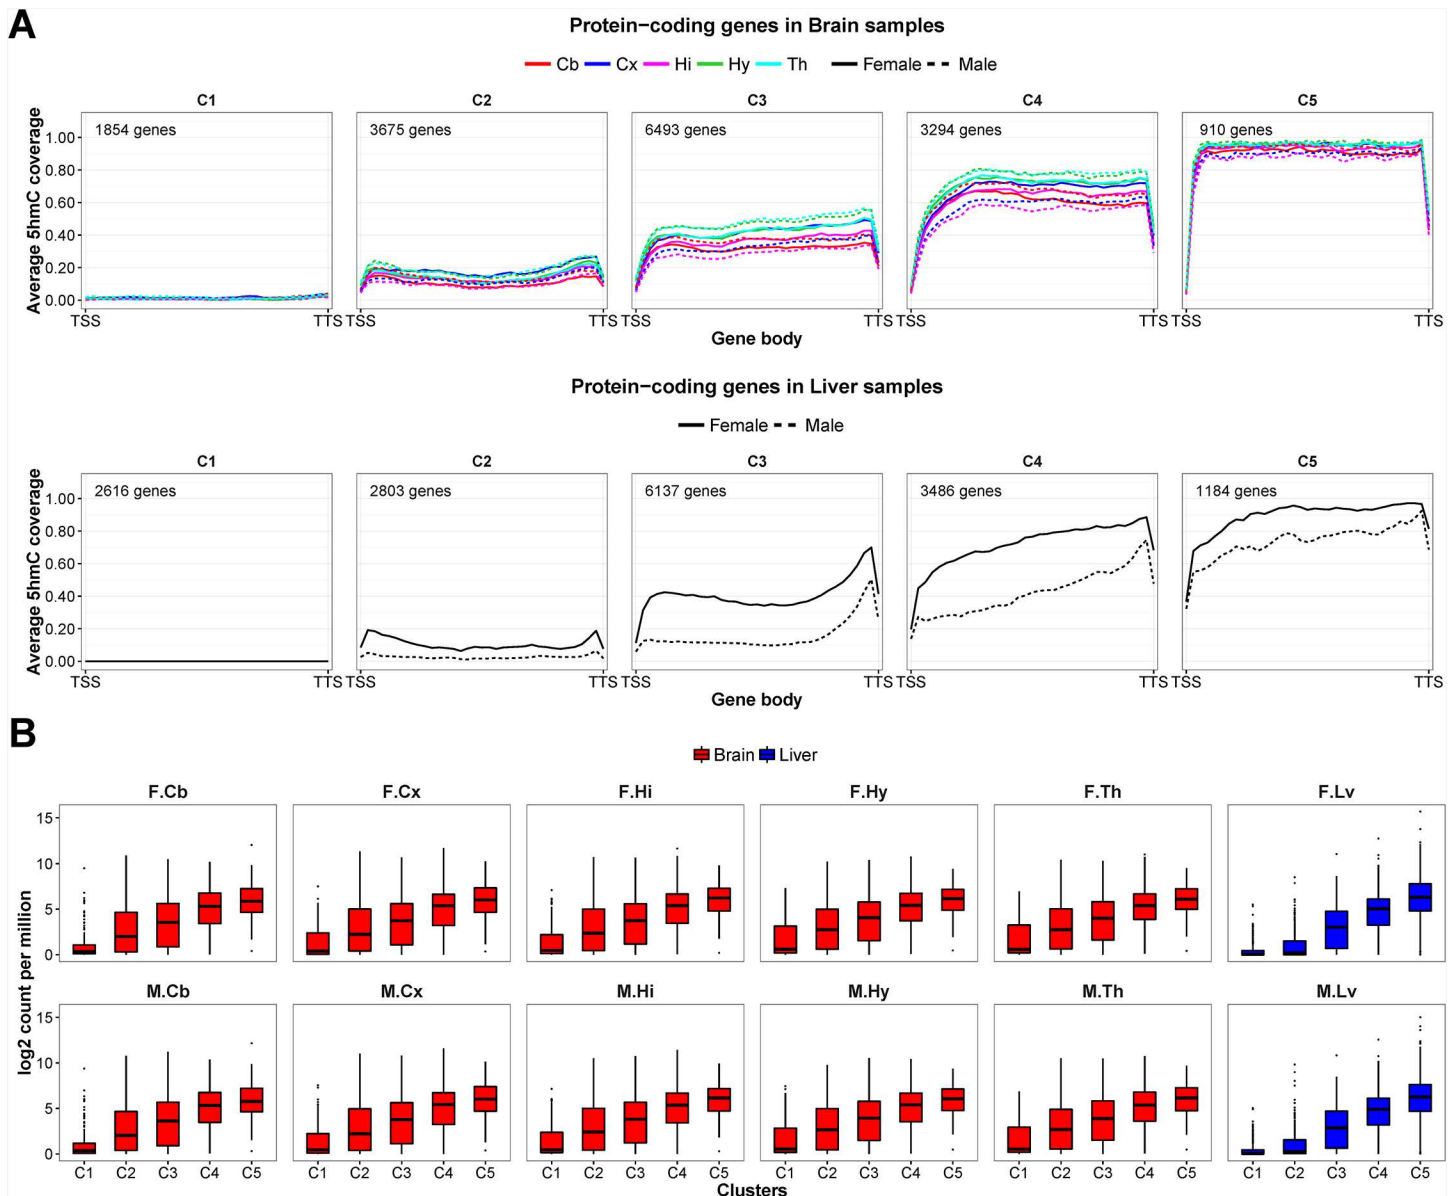 A
Protein−coding genes in Brain samples
Cb Cx Hi Hy Th Female Male
C1 C2 C3 C4 C5
1854 genes 3675 genes 6493 genes 3294 genes 910 genes
Average 5hmC coverage
1.00
0.80
0.60
0.40
0.20
0.00
TSS TTS TSS TTS TSS TTS TSS TTS TSS TTS
Gene body
Protein−coding genes in Liver samples
Female Male
C1 C2 C3 C4 C5
2616 genes 2803 genes 6137 genes 3486 genes 1184 genes
Average 5hmC coverage
1.00
0.80
0.60
0.40
0.20
0.00
TSS TTS TSS TTS TSS TTS TSS TTS TSS TTS
Gene body
B
Brain Liver
F.Cb F.Cx F.Hi F.Hy F.Th F.Lv
15
10
5
0
log2 count per million
M.Cb M.Cx M.Hi M.Hy M.Th M.Lv
15
10
5
0
C1 C2 C3 C4 C5 C1 C2 C3 C4 C5 C1 C2 C3 C4 C5 C1 C2 C3 C4 C5 C1 C2 C3 C4 C5 C1 C2 C3 C4 C5
Clusters